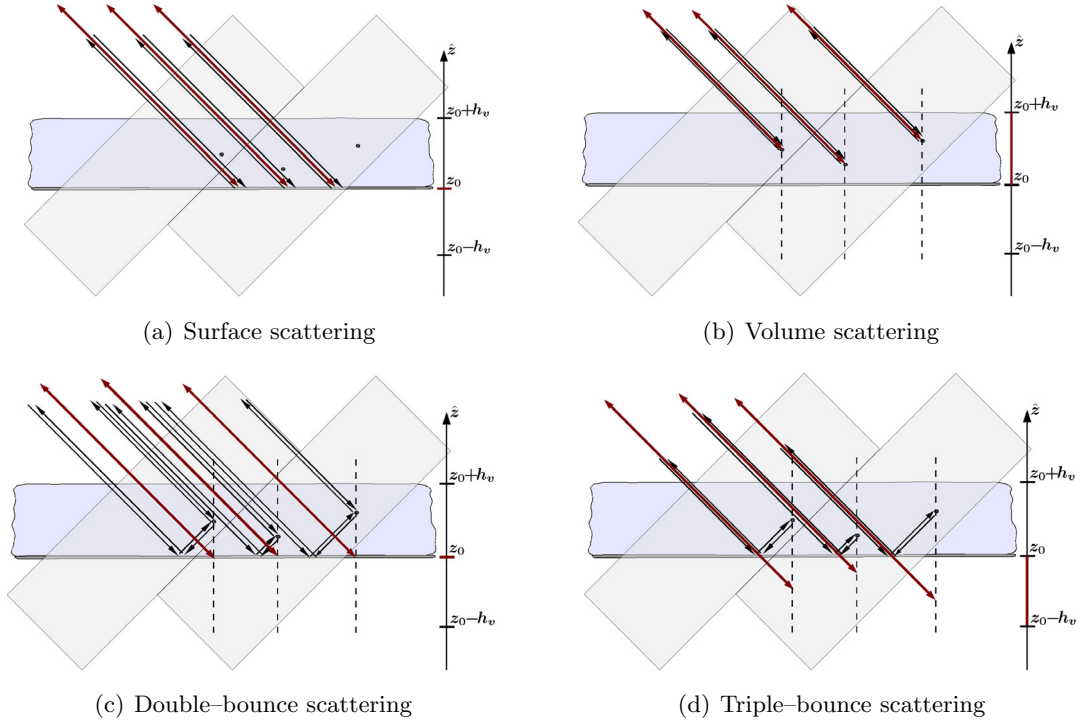 ẑ
z₀+hᵥ
z₀
z₀−hᵥ
ẑ
z₀+hᵥ
z₀
z₀−hᵥ
(a) Surface scattering
(b) Volume scattering
ẑ
z₀+hᵥ
z₀
z₀−hᵥ
ẑ
z₀+hᵥ
z₀
z₀−hᵥ
(c) Double–bounce scattering
(d) Triple–bounce scattering